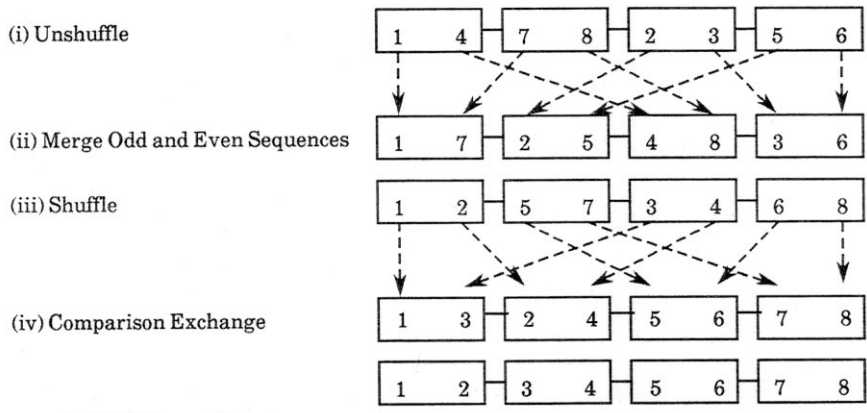 (i) Unshuffle 1 4 7 8 2 3 5 6
(ii) Merge Odd and Even Sequences 1 7 2 5 4 8 3 6
(iii) Shuffle 1 2 5 7 3 4 6 8
(iv) Comparison Exchange 1 3 2 4 5 6 7 8
1 2 3 4 5 6 7 8